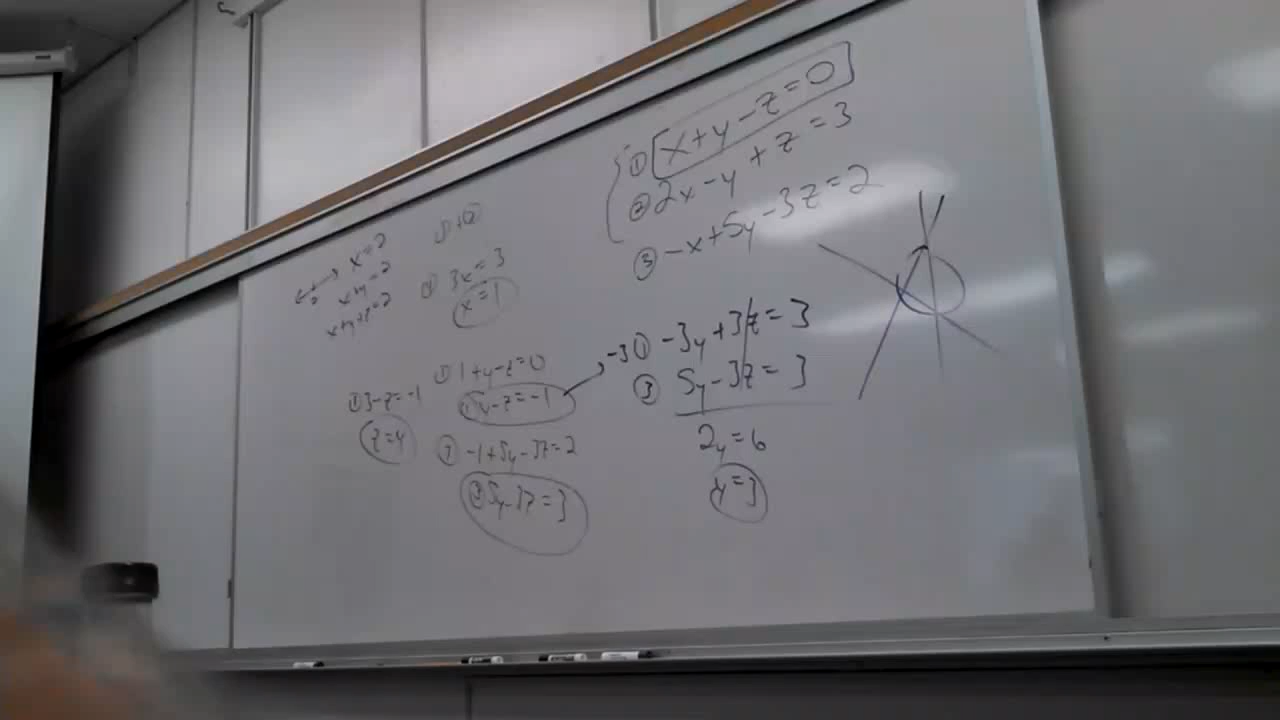 x=2
x+y=2
x+y+z=2
①+②
④ 3x=3
x=1
① 1+y-z=0
① y-z=-1
③ -1+5y-3z=2
③ 5y-3z=3
① 3-z=-1
z=4
① x+y-z=0
② 2x-y+z=3
③ -x+5y-3z=2
-3① -3y+3z=3
③ 5y-3z=3
2y=6
y=3